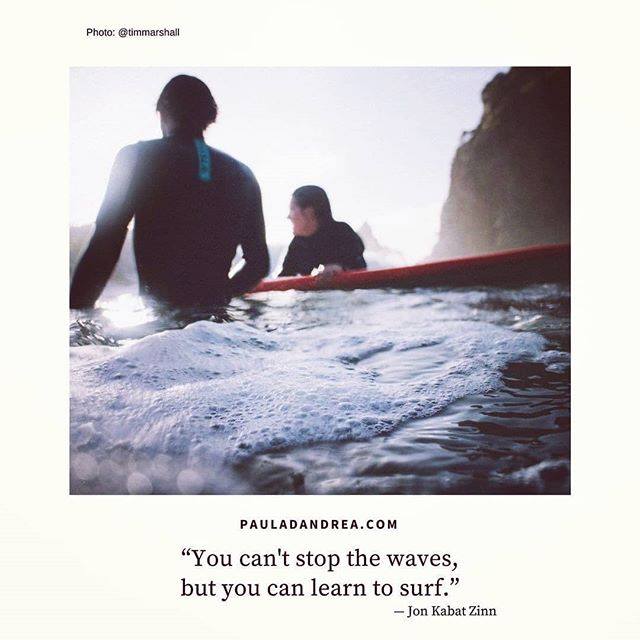 Photo: @timmarshall
PAULADANDREA.COM
“You can't stop the waves,
but you can learn to surf.”
— Jon Kabat Zinn